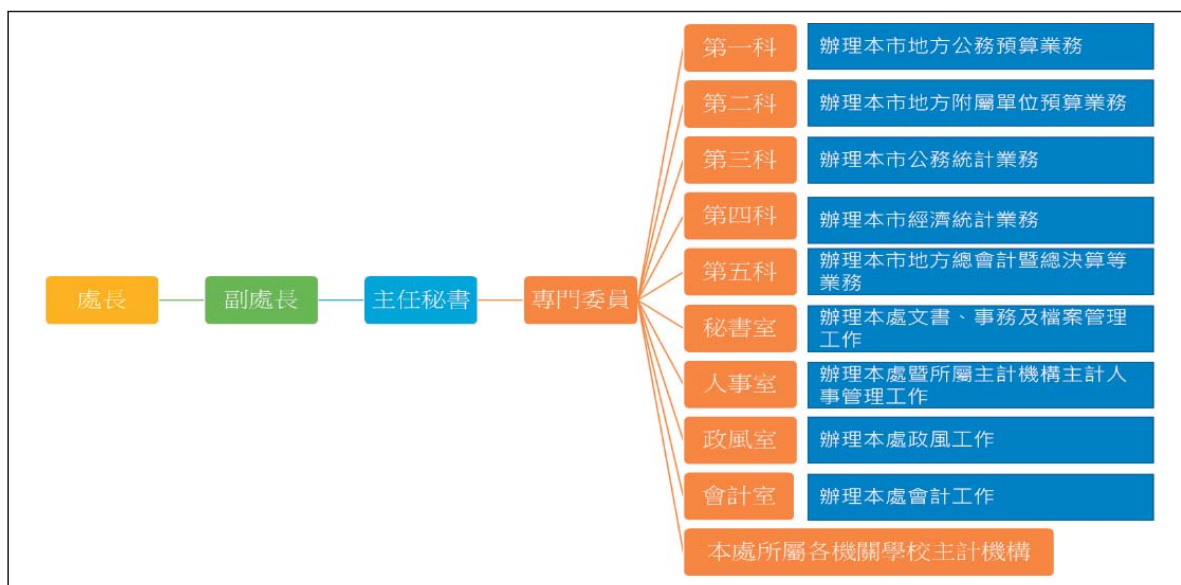 第一科
辦理本市地方公務預算業務
第二科
辦理本市地方附屬單位預算業務
第三科
辦理本市公務統計業務
第四科
辦理本市經濟統計業務
第五科
辦理本市地方總會計暨總決算等
業務
處長
副處長
主任秘書
專門委員
秘書室
辦理本處文書、事務及檔案管理
工作
人事室
辦理本處暨所屬主計機構主計人
事管理工作
政風室
辦理本處政風工作
會計室
辦理本處會計工作
本處所屬各機關學校主計機構